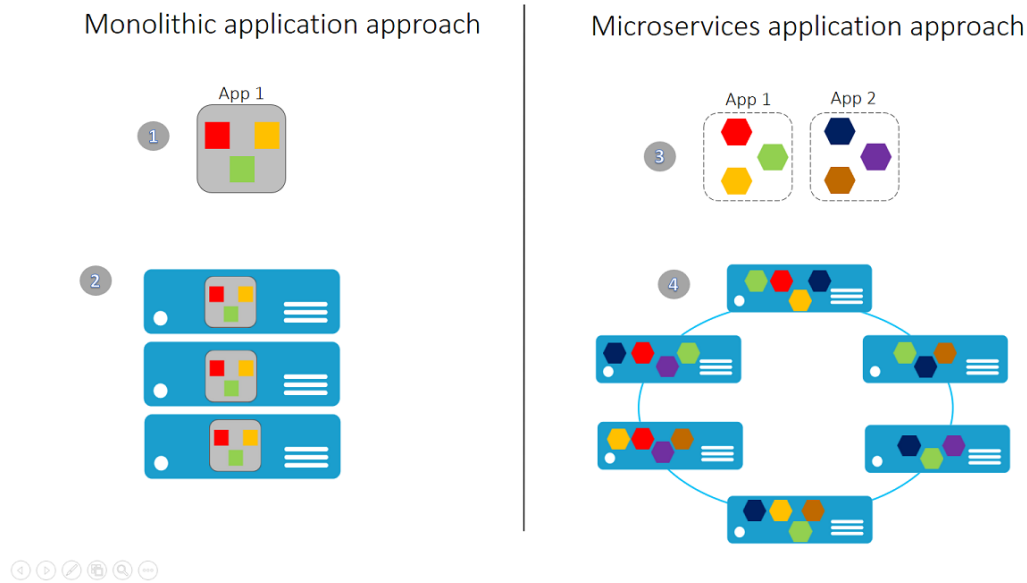 Monolithic application approach
App 1
1
2
Microservices application approach
App 1
App 2
3
4